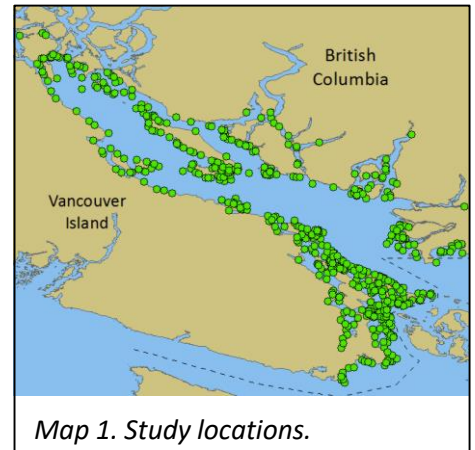 British
Columbia
Vancouver
Island
Map 1. Study locations.